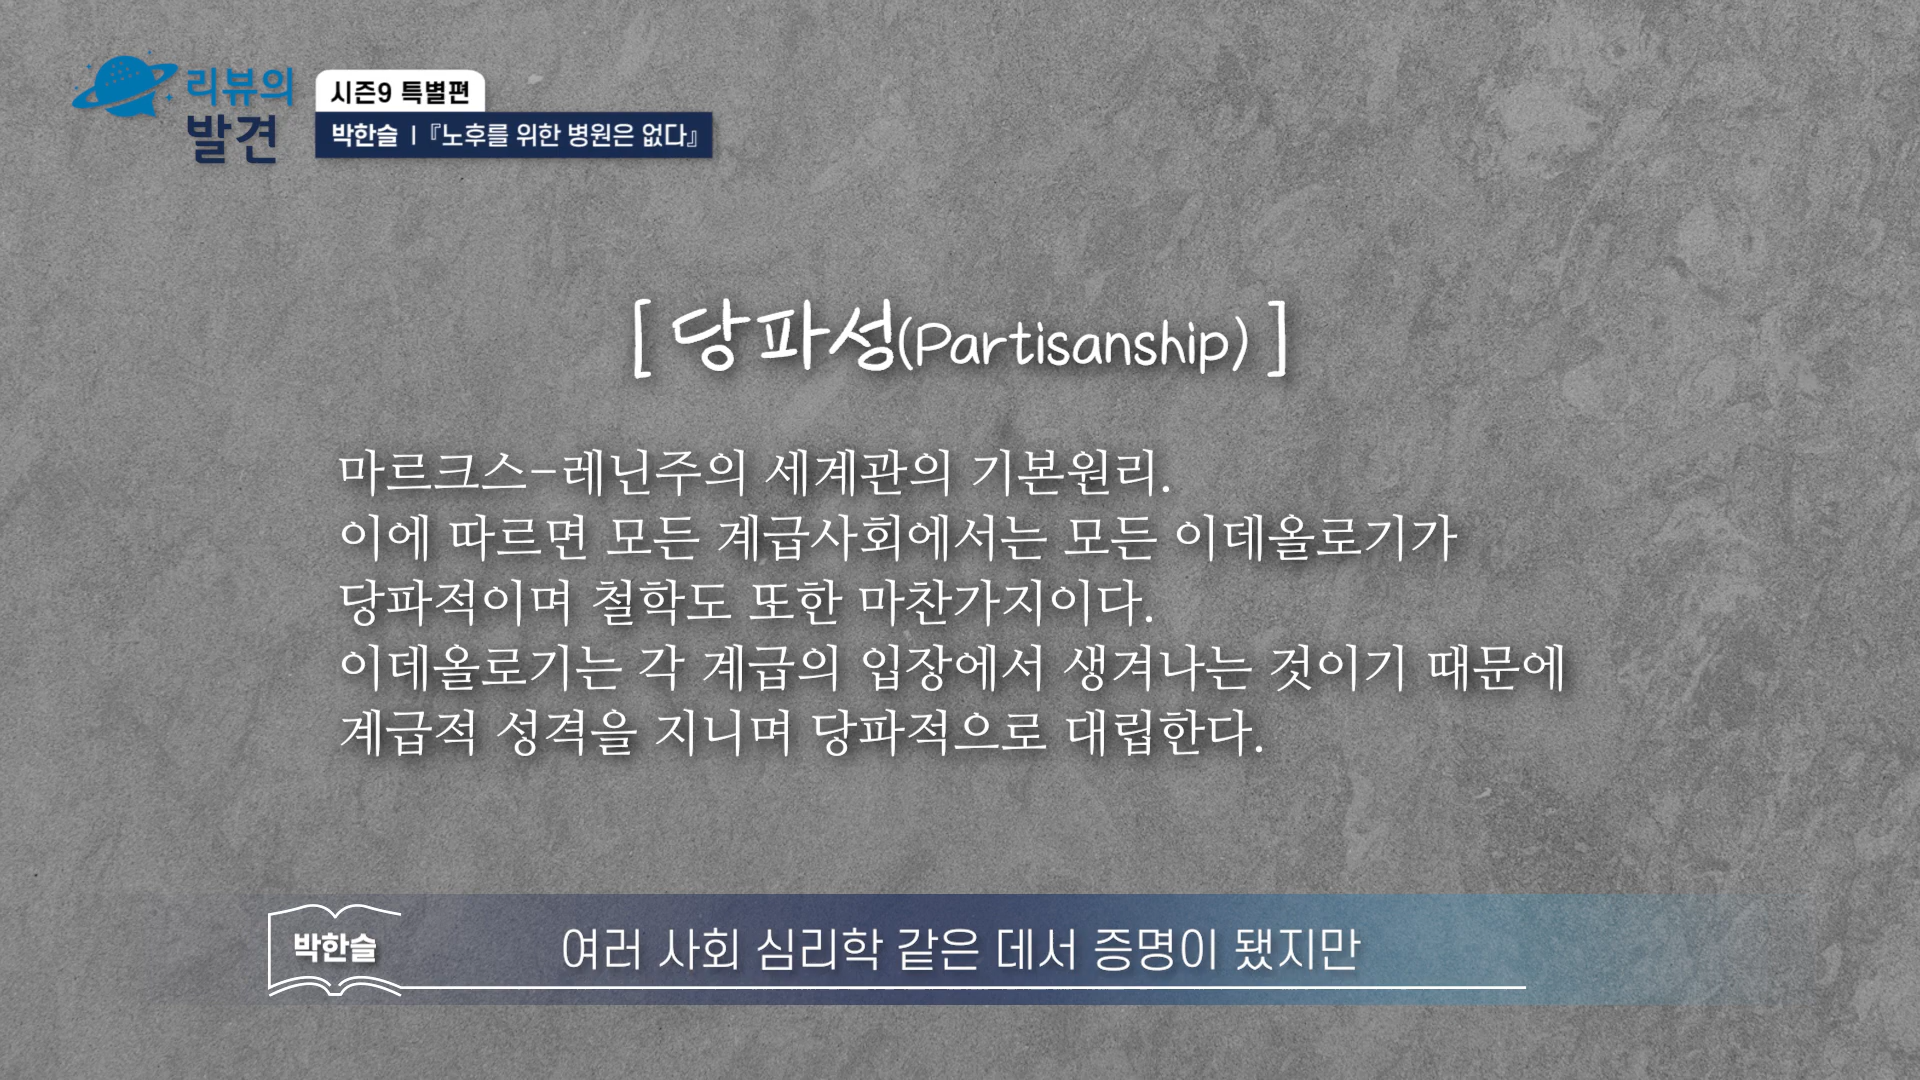 리뷰의
발견
시즌9 특별편
박한슬 | 『노후를 위한 병원은 없다』
[ 당파성(Partisanship) ]
마르크스-레닌주의 세계관의 기본원리.
이에 따르면 모든 계급사회에서는 모든 이데올로기가
당파적이며 철학도 또한 마찬가지이다.
이데올로기는 각 계급의 입장에서 생겨나는 것이기 때문에
계급적 성격을 지니며 당파적으로 대립한다.
박한슬
여러 사회 심리학 같은 데서 증명이 됐지만